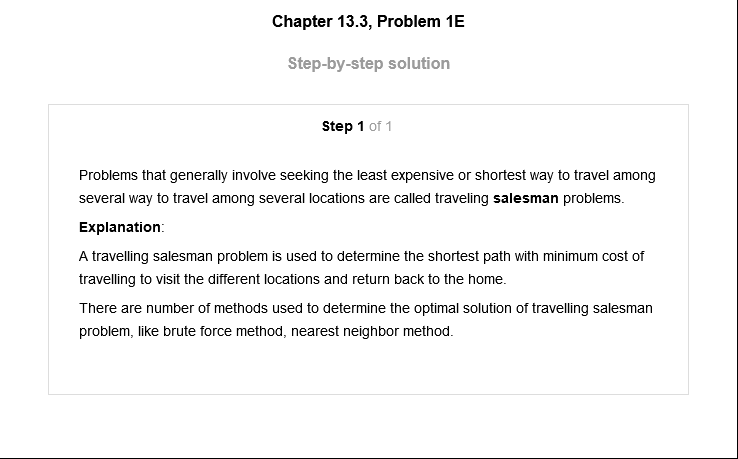 Chapter 13.3, Problem 1E
Step-by-step solution
Step 1 of 1
Problems that generally involve seeking the least expensive or shortest way to travel among
several way to travel among several locations are called traveling salesman problems.
Explanation:
A travelling salesman problem is used to determine the shortest path with minimum cost of
travelling to visit the different locations and return back to the home.
There are number of methods used to determine the optimal solution of travelling salesman
problem, like brute force method, nearest neighbor method.